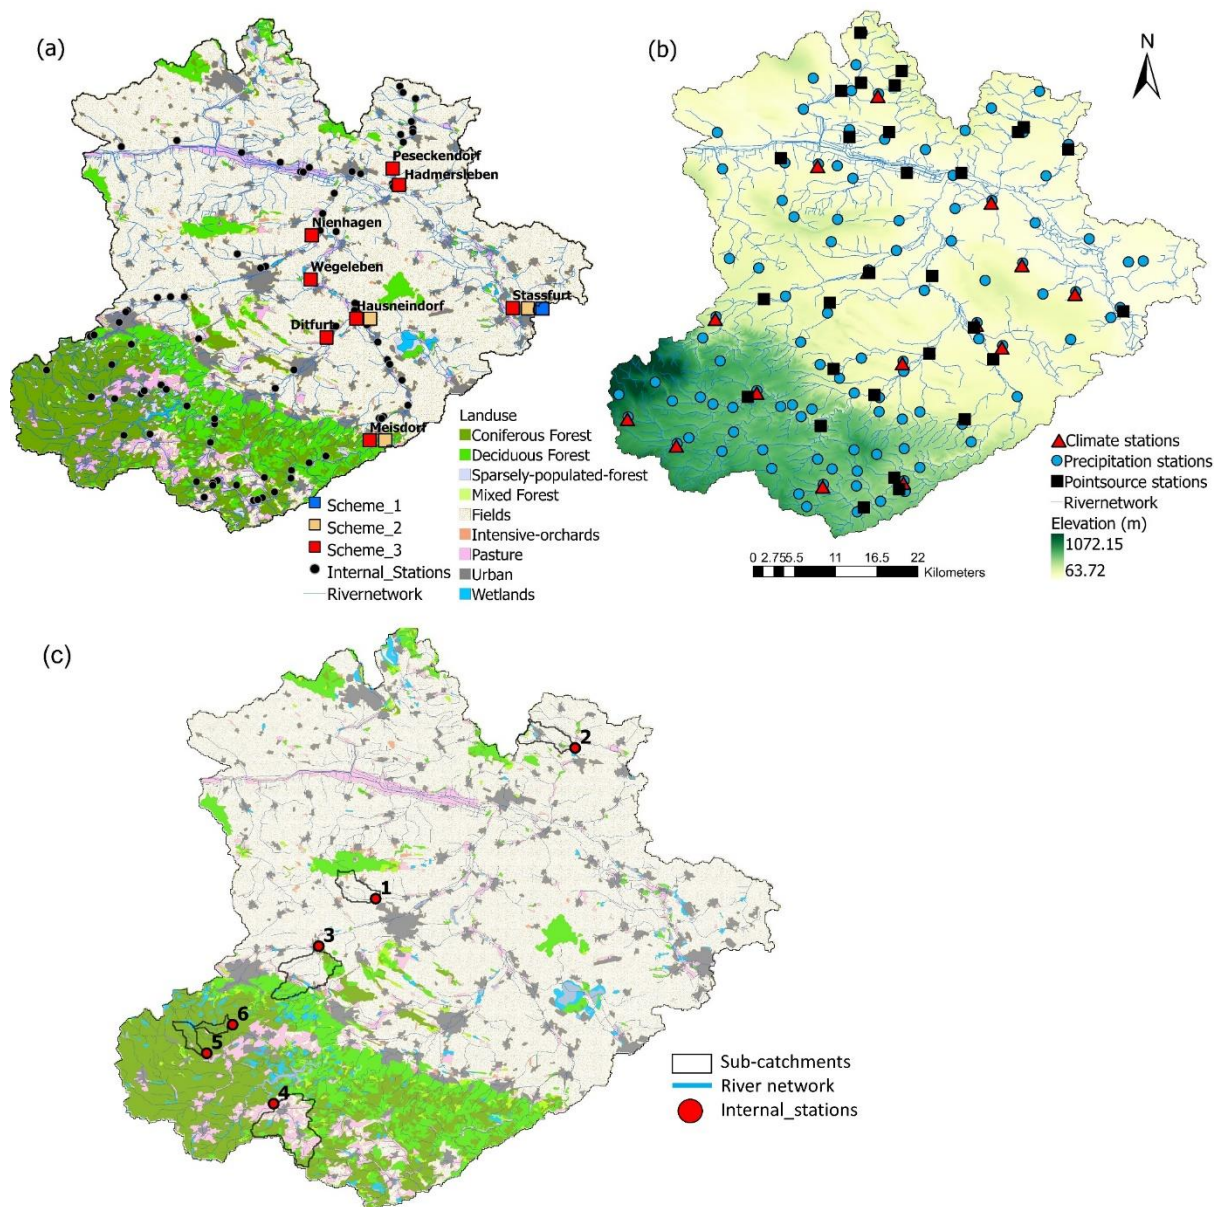 (a)
Peseckendorf
Hadmersleben
Nienhagen
Wegeleben
Hausneindorf
Stassfurt
Ditfurt
Meisdorf
Landuse
Coniferous Forest
Deciduous Forest
Sparsely-populated-forest
Mixed Forest
Fields
Intensive-orchards
Pasture
Urban
Wetlands
Scheme_1
Scheme_2
Scheme_3
Internal_Stations
Rivernetwork
(b)
N
Climate stations
Precipitation stations
Pointsource stations
Rivernetwork
Elevation (m)
1072.15
63.72
0 2.755.5 11 16.5 22
Kilometers
(c)
2
1
3
6
5
4
Sub-catchments
River network
Internal_stations